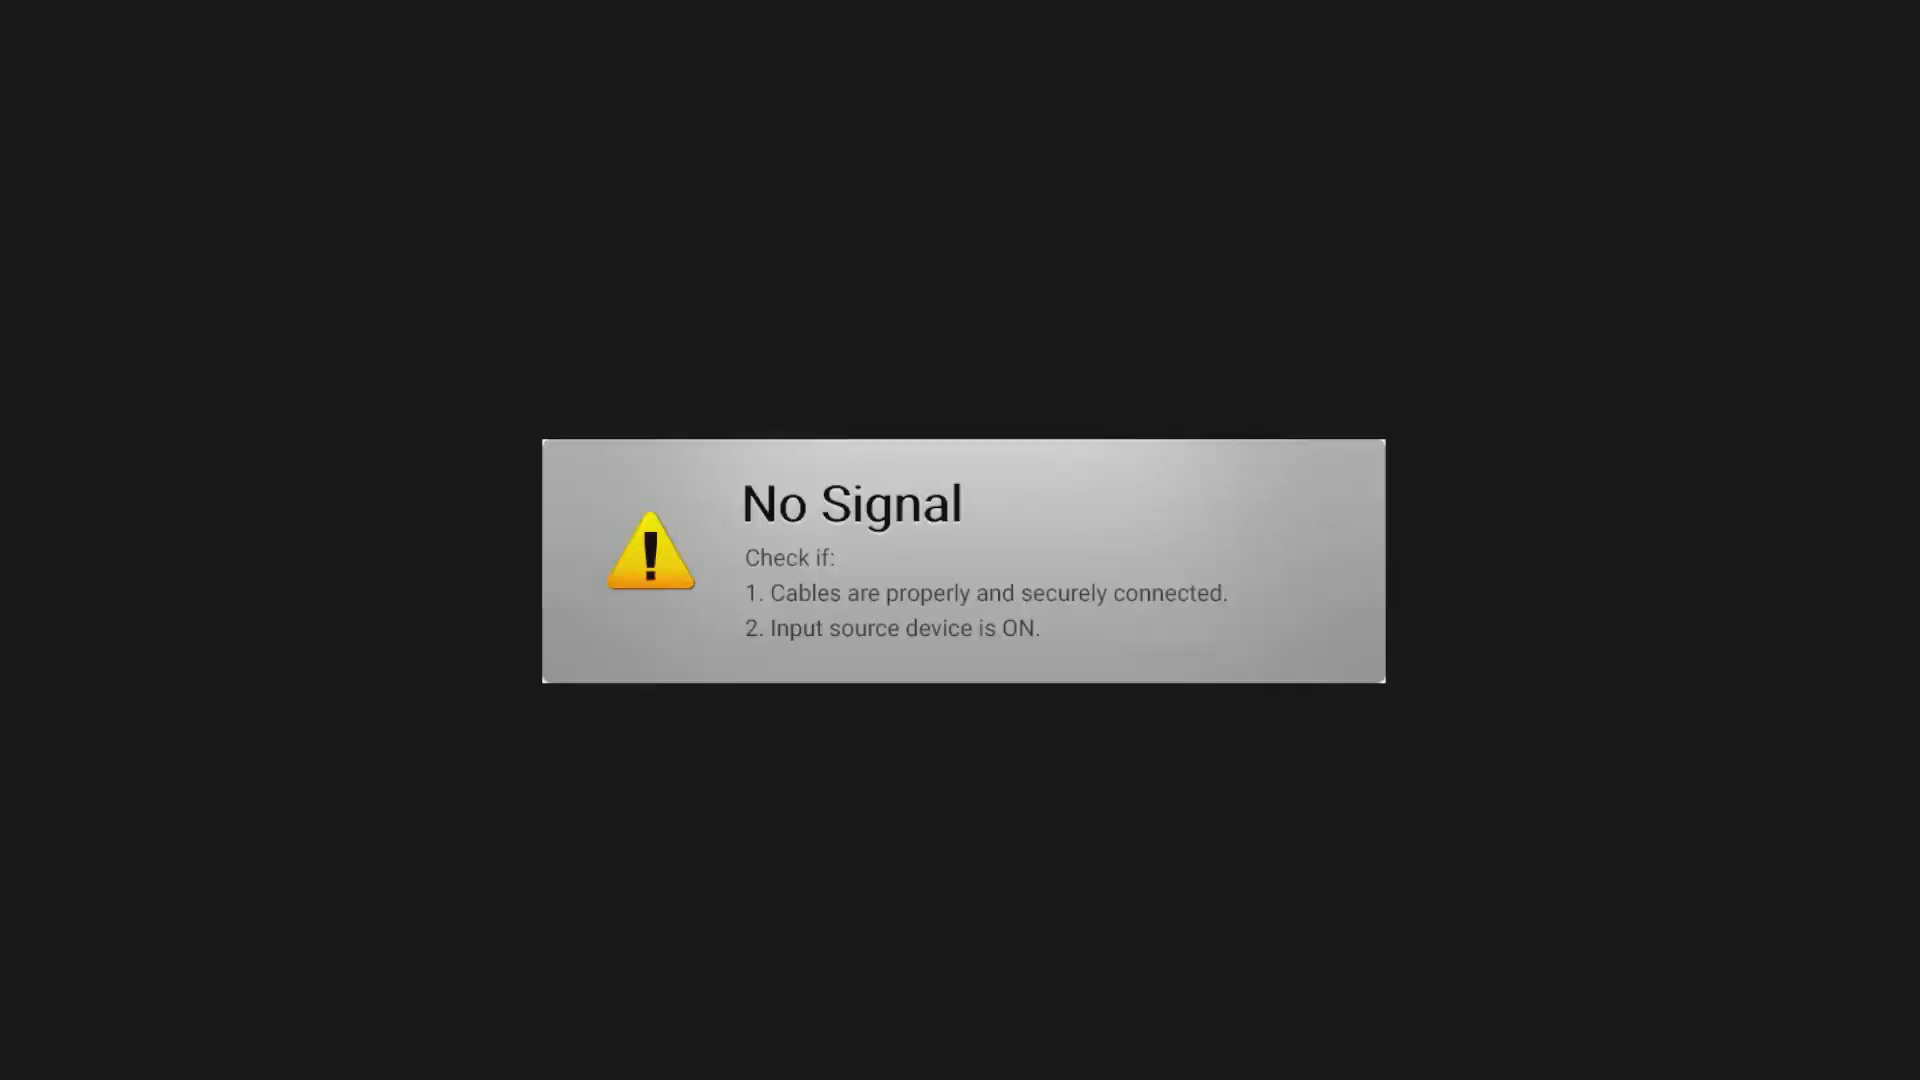 No Signal
Check if:
1. Cables are properly and securely connected.
2. Input source device is ON.